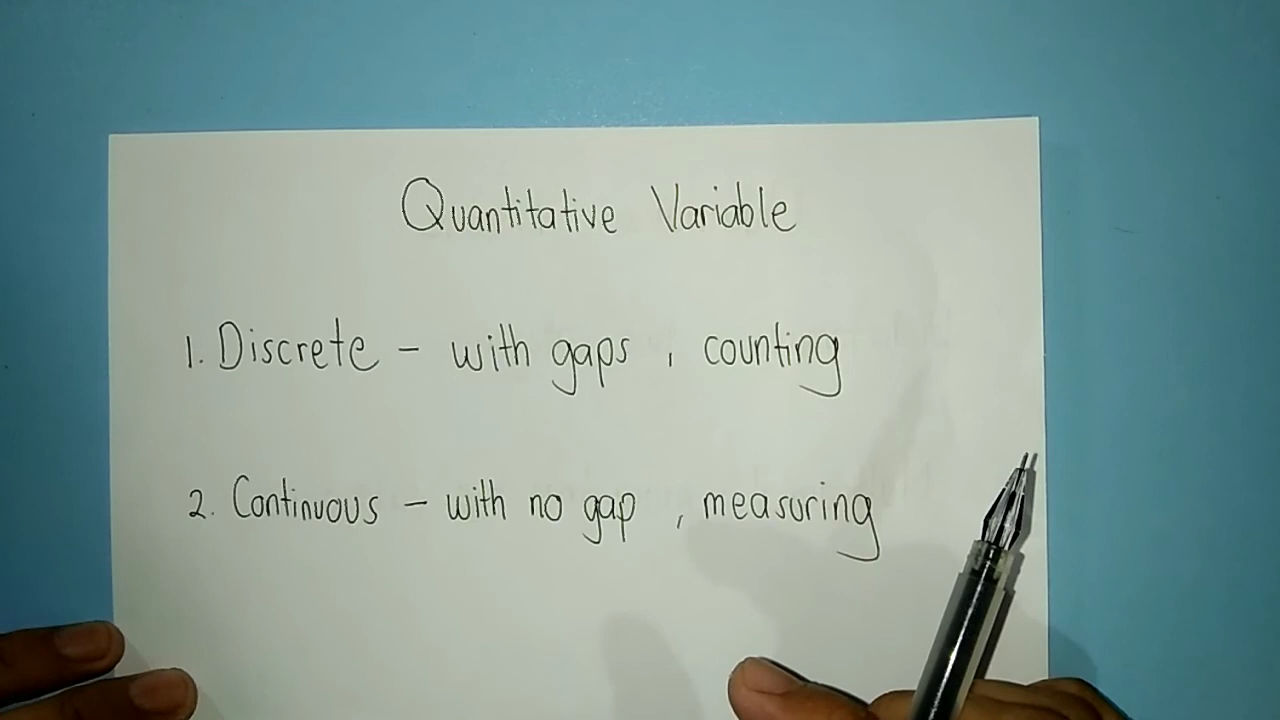 Quantitative Variable
1. Discrete - with gaps , counting
2. Continuous - with no gap , measuring